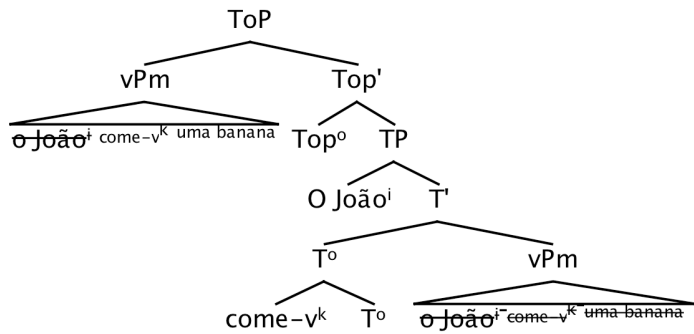 ToP
vPm Top'
o Joãoⁱ come-vᵏ uma banana Topᵒ TP
O Joãoⁱ T'
Tᵒ vPm
come-vᵏ Tᵒ o Joãoⁱ come-vᵏ uma banana